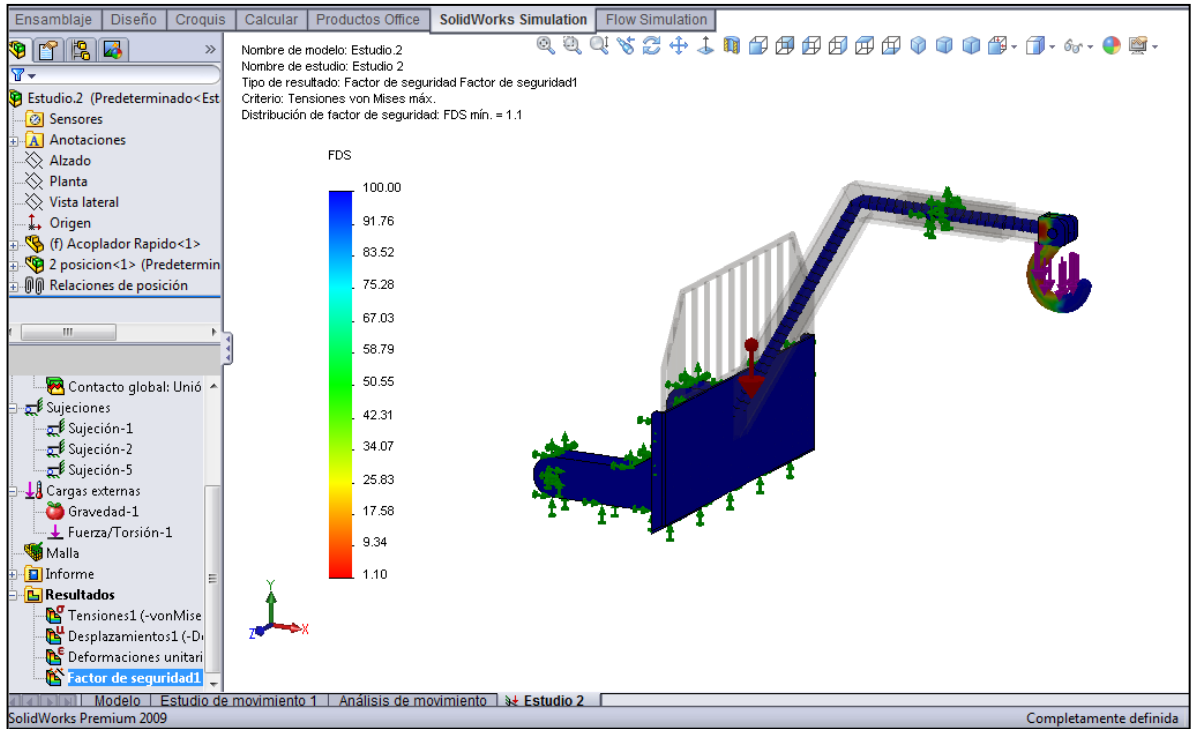 Ensamblaje Diseño Croquis Calcular Productos Office SolidWorks Simulation Flow Simulation
Nombre de modelo: Estudio.2
Nombre de estudio: Estudio 2
Tipo de resultado: Factor de seguridad Factor de seguridad1
Criterio: Tensiones von Mises máx.
Distribución de factor de seguridad: FDS mín. = 1.1
FDS
100.00
91.76
83.52
75.28
67.03
58.79
50.55
42.31
34.07
25.83
17.58
9.34
1.10
Estudio.2 (Predeterminado<Est
Sensores
Anotaciones
Alzado
Planta
Vista lateral
Origen
(f) Acoplador Rapido<1>
2 posicion<1> (Predetermin
Relaciones de posición
Contacto global: Unió
Sujeciones
Sujeción-1
Sujeción-2
Sujeción-5
Cargas externas
Gravedad-1
Fuerza/Torsión-1
Malla
Informe
Resultados
Tensiones1 (-vonMise
Desplazamientos1 (-D
Deformaciones unitari
Factor de seguridad1
Y
Z
X
Modelo Estudio de movimiento 1 Análisis de movimiento Estudio 2
SolidWorks Premium 2009 Completamente definida